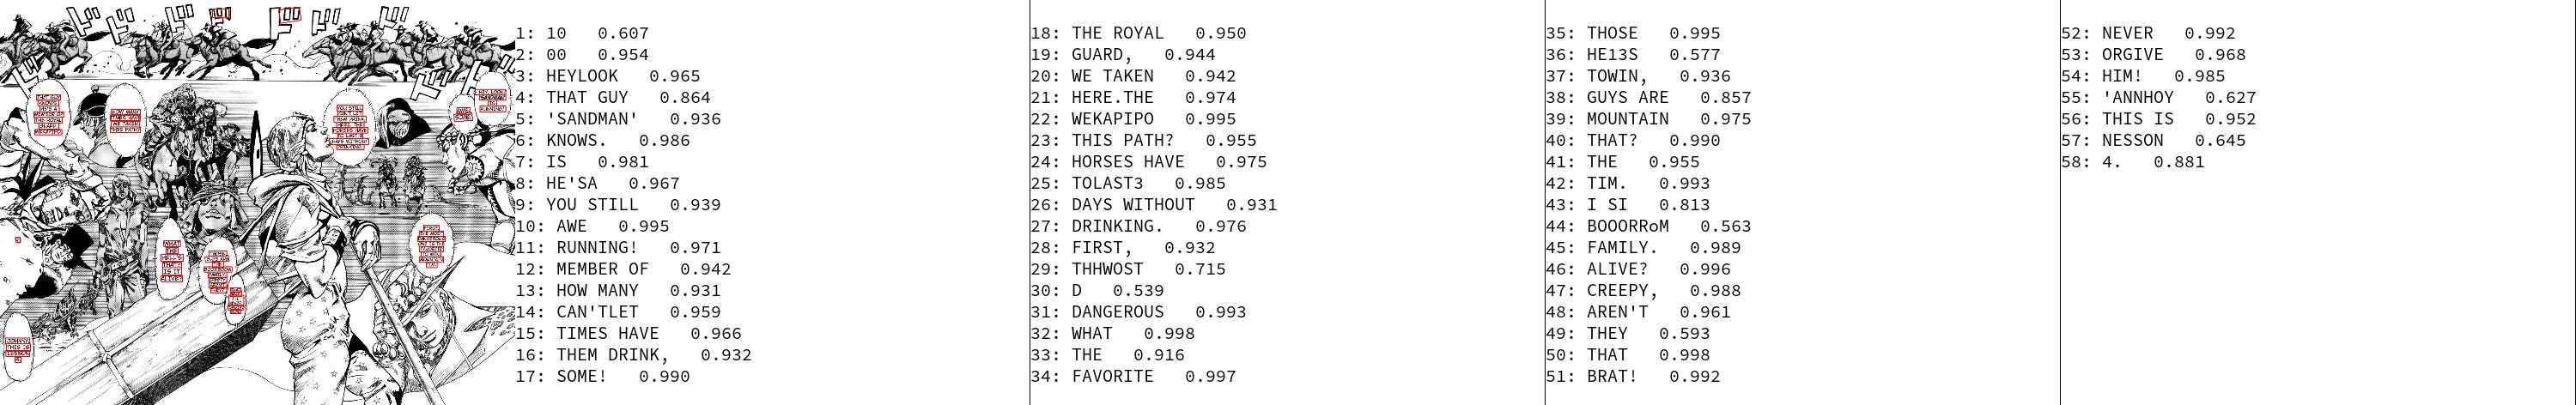 1: 10 0.607
2: 00 0.954
3: HEYLOOK 0.965
4: THAT GUY 0.864
5: 'SANDMAN' 0.936
6: KNOWS. 0.986
7: IS 0.981
8: HE'SA 0.967
9: YOU STILL 0.939
10: AWE 0.995
11: RUNNING! 0.971
12: MEMBER OF 0.942
13: HOW MANY 0.931
14: CAN'TLET 0.959
15: TIMES HAVE 0.966
16: THEM DRINK, 0.932
17: SOME! 0.990
18: THE ROYAL 0.950
19: GUARD, 0.944
20: WE TAKEN 0.942
21: HERE.THE 0.974
22: WEKAPIPO 0.995
23: THIS PATH? 0.955
24: HORSES HAVE 0.975
25: TOLAST3 0.985
26: DAYS WITHOUT 0.931
27: DRINKING. 0.976
28: FIRST, 0.932
29: THHWOST 0.715
30: D 0.539
31: DANGEROUS 0.993
32: WHAT 0.998
33: THE 0.916
34: FAVORITE 0.997
35: THOSE 0.995
36: HE13S 0.577
37: TOWIN, 0.936
38: GUYS ARE 0.857
39: MOUNTAIN 0.975
40: THAT? 0.990
41: THE 0.955
42: TIM. 0.993
43: I SI 0.813
44: BOOORRoM 0.563
45: FAMILY. 0.989
46: ALIVE? 0.996
47: CREEPY, 0.988
48: AREN'T 0.961
49: THEY 0.593
50: THAT 0.998
51: BRAT! 0.992
52: NEVER 0.992
53: ORGIVE 0.968
54: HIM! 0.985
55: 'ANNHOY 0.627
56: THIS IS 0.952
57: NESSON 0.645
58: 4. 0.881